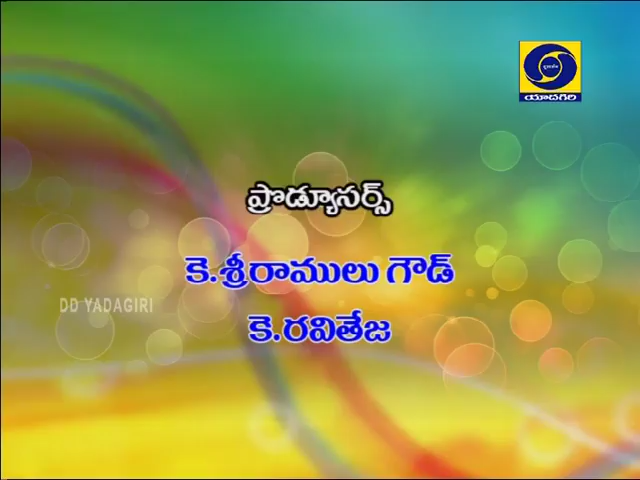 యాదగిరి
ప్రొడ్యూసర్స్
కె.శ్రీరాములు గౌడ్
DD YADAGIRI
కె.రవితేజ